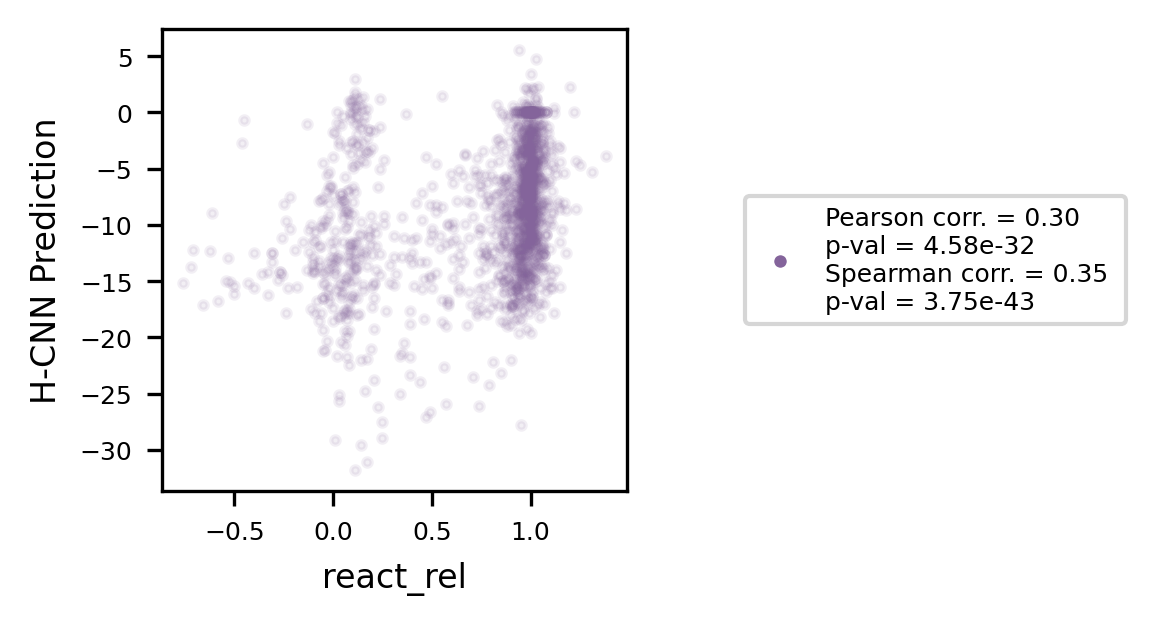 5
0
−5
−10
−15
−20
−25
−30
H-CNN Prediction
−0.5 0.0 0.5 1.0
react_rel
Pearson corr. = 0.30
p-val = 4.58e-32
Spearman corr. = 0.35
p-val = 3.75e-43